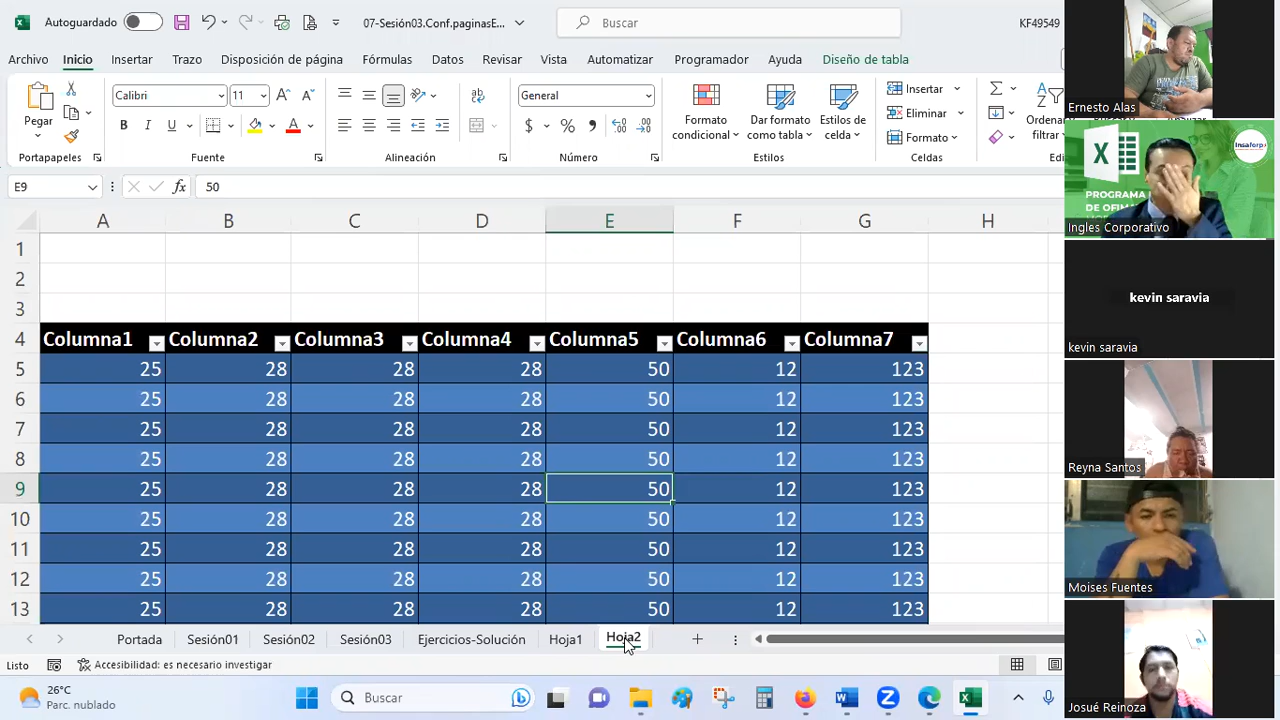 Autoguardado
07-Sesión03.Conf.paginasE...
Buscar
KF49549
Archivo Inicio Insertar Trazo Disposición de página Fórmulas Datos Revisar Vista Automatizar Programador Ayuda Diseño de tabla
Pegar
Portapapeles
Calibri 11
N K S
Fuente
Alineación
General
$ % 000
Número
Formato condicional
Dar formato como tabla
Estilos de celda
Estilos
Insertar
Eliminar
Formato
Celdas
Ordenar
filtrar
E9 50
A B C D E F G H
1
2
3
4 Columna1 Columna2 Columna3 Columna4 Columna5 Columna6 Columna7
5 25 28 28 28 50 12 123
6 25 28 28 28 50 12 123
7 25 28 28 28 50 12 123
8 25 28 28 28 50 12 123
9 25 28 28 28 50 12 123
10 25 28 28 28 50 12 123
11 25 28 28 28 50 12 123
12 25 28 28 28 50 12 123
13 25 28 28 28 50 12 123
Portada Sesión01 Sesión02 Sesión03 Ejercicios-Solución Hoja1 Hoja2
Listo Accesibilidad: es necesario investigar
26°C
Parc. nublado
Buscar
Ernesto Alas
Insaforp
PROGRAMA
DE OFIM
Ingles Corporativo
kevin saravia
kevin saravia
Reyna Santos
Moises Fuentes
Josué Reinoza